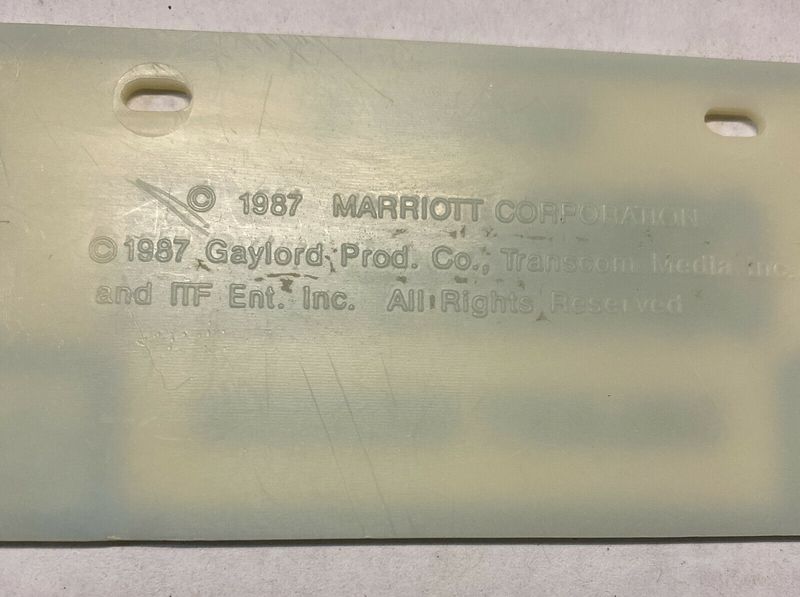 © 1987 MARRIOTT CORPORATION
© 1987 Gaylord Prod. Co., Transcom Media Inc.
and ITF Ent. Inc. All Rights Reserved